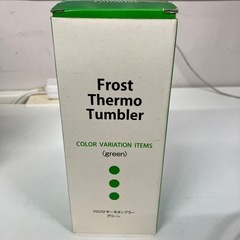 Frost
Thermo
Tumbler
COLOR VARIATION ITEMS
〈green〉
フロストサーモタンブラー
グリーン